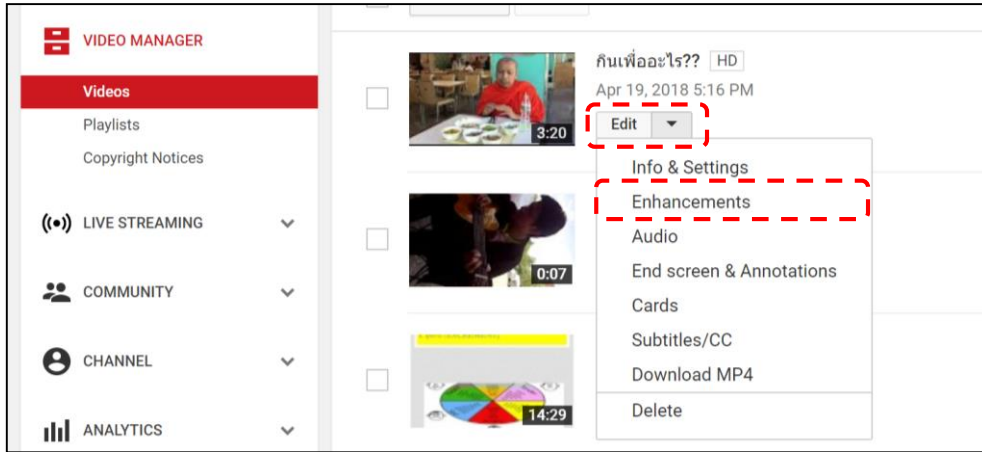 VIDEO MANAGER
Videos
Playlists
Copyright Notices
LIVE STREAMING
COMMUNITY
CHANNEL
ANALYTICS
กินเพื่ออะไร?? HD
Apr 19, 2018 5:16 PM
3:20
Edit
Info & Settings
Enhancements
Audio
End screen & Annotations
Cards
Subtitles/CC
Download MP4
Delete
0:07
14:29